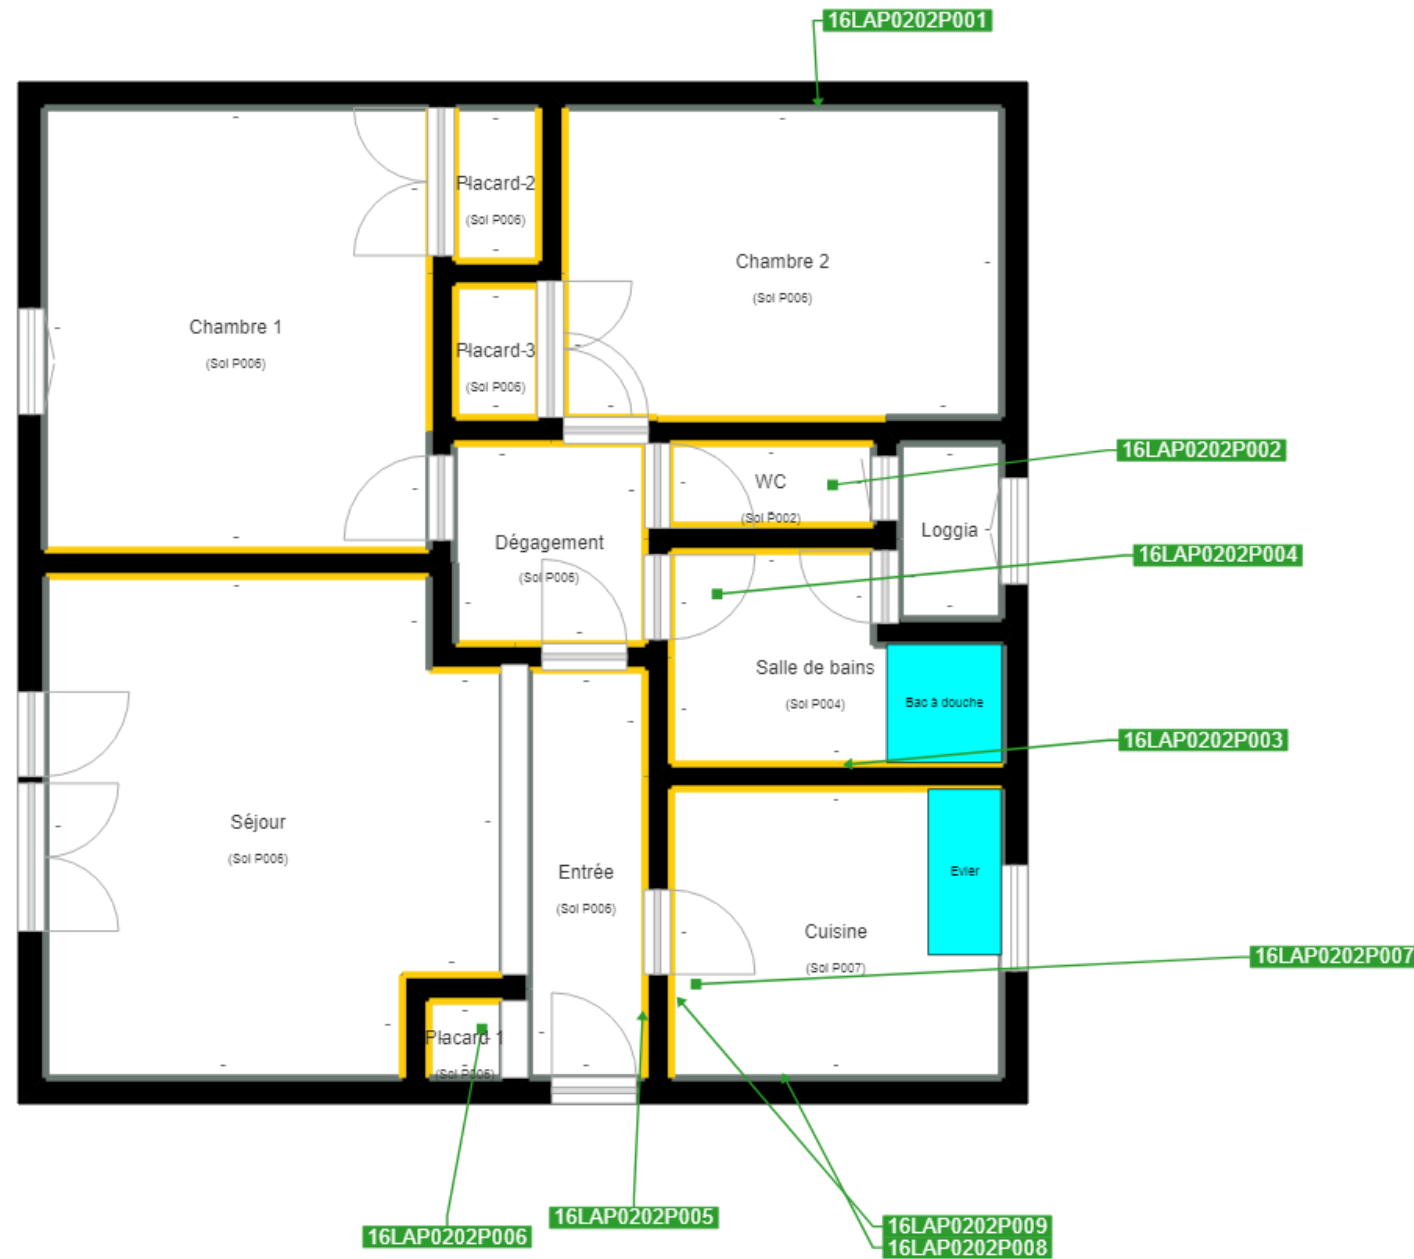 16LAP0202P001
Placard-2
(Sol P006)
Chambre 2
(Sol P006)
Chambre 1
(Sol P006)
Placard-3
(Sol P006)
16LAP0202P002
WC
(Sol P002)
Loggia
Dégagement
(Sol P006)
16LAP0202P004
Salle de bains
(Sol P004)
Bac à douche
16LAP0202P003
Séjour
(Sol P006)
Entrée
(Sol P006)
Evier
Cuisine
(Sol P007)
16LAP0202P007
Placard 1
(Sol P006)
16LAP0202P005
16LAP0202P006
16LAP0202P009
16LAP0202P008